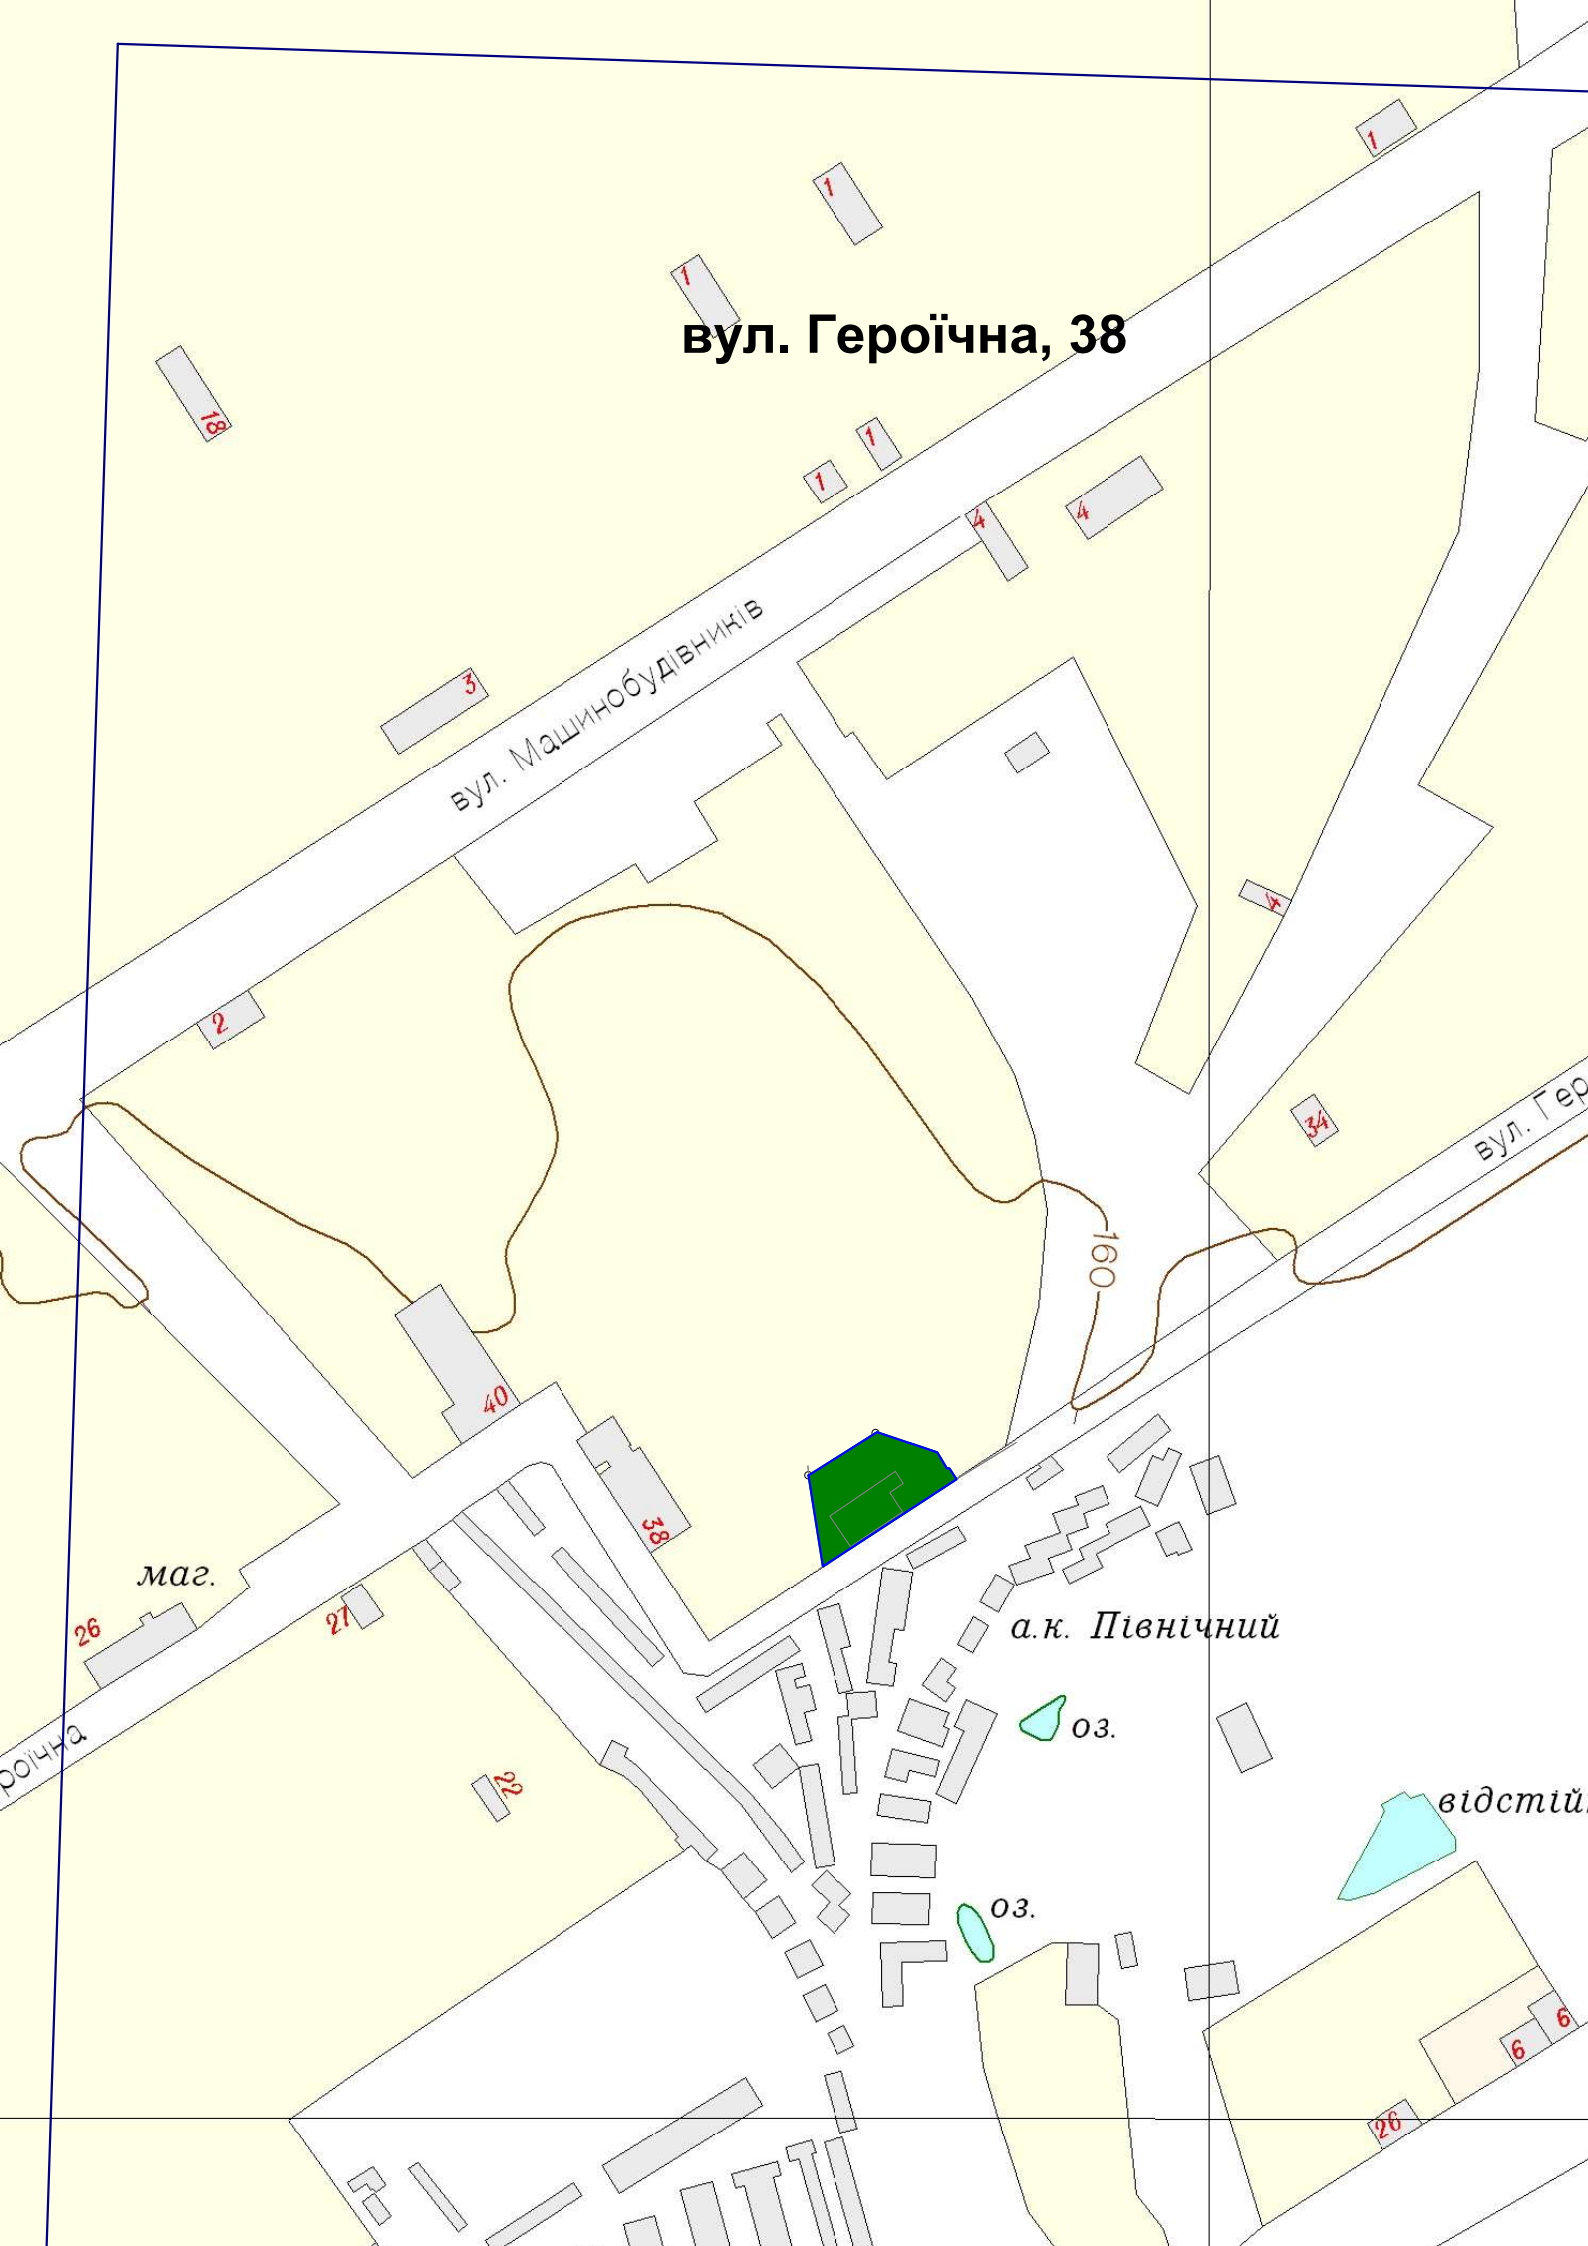 1
1
1
вул. Героїчна, 38
18
1
1
4
4
вул. Машинобудівників
3
4
2
34
вул. Гер
160
40
38
маг.
26
27
а.к. Північний
оз.
роїчна
22
відстій
оз.
6
6
26